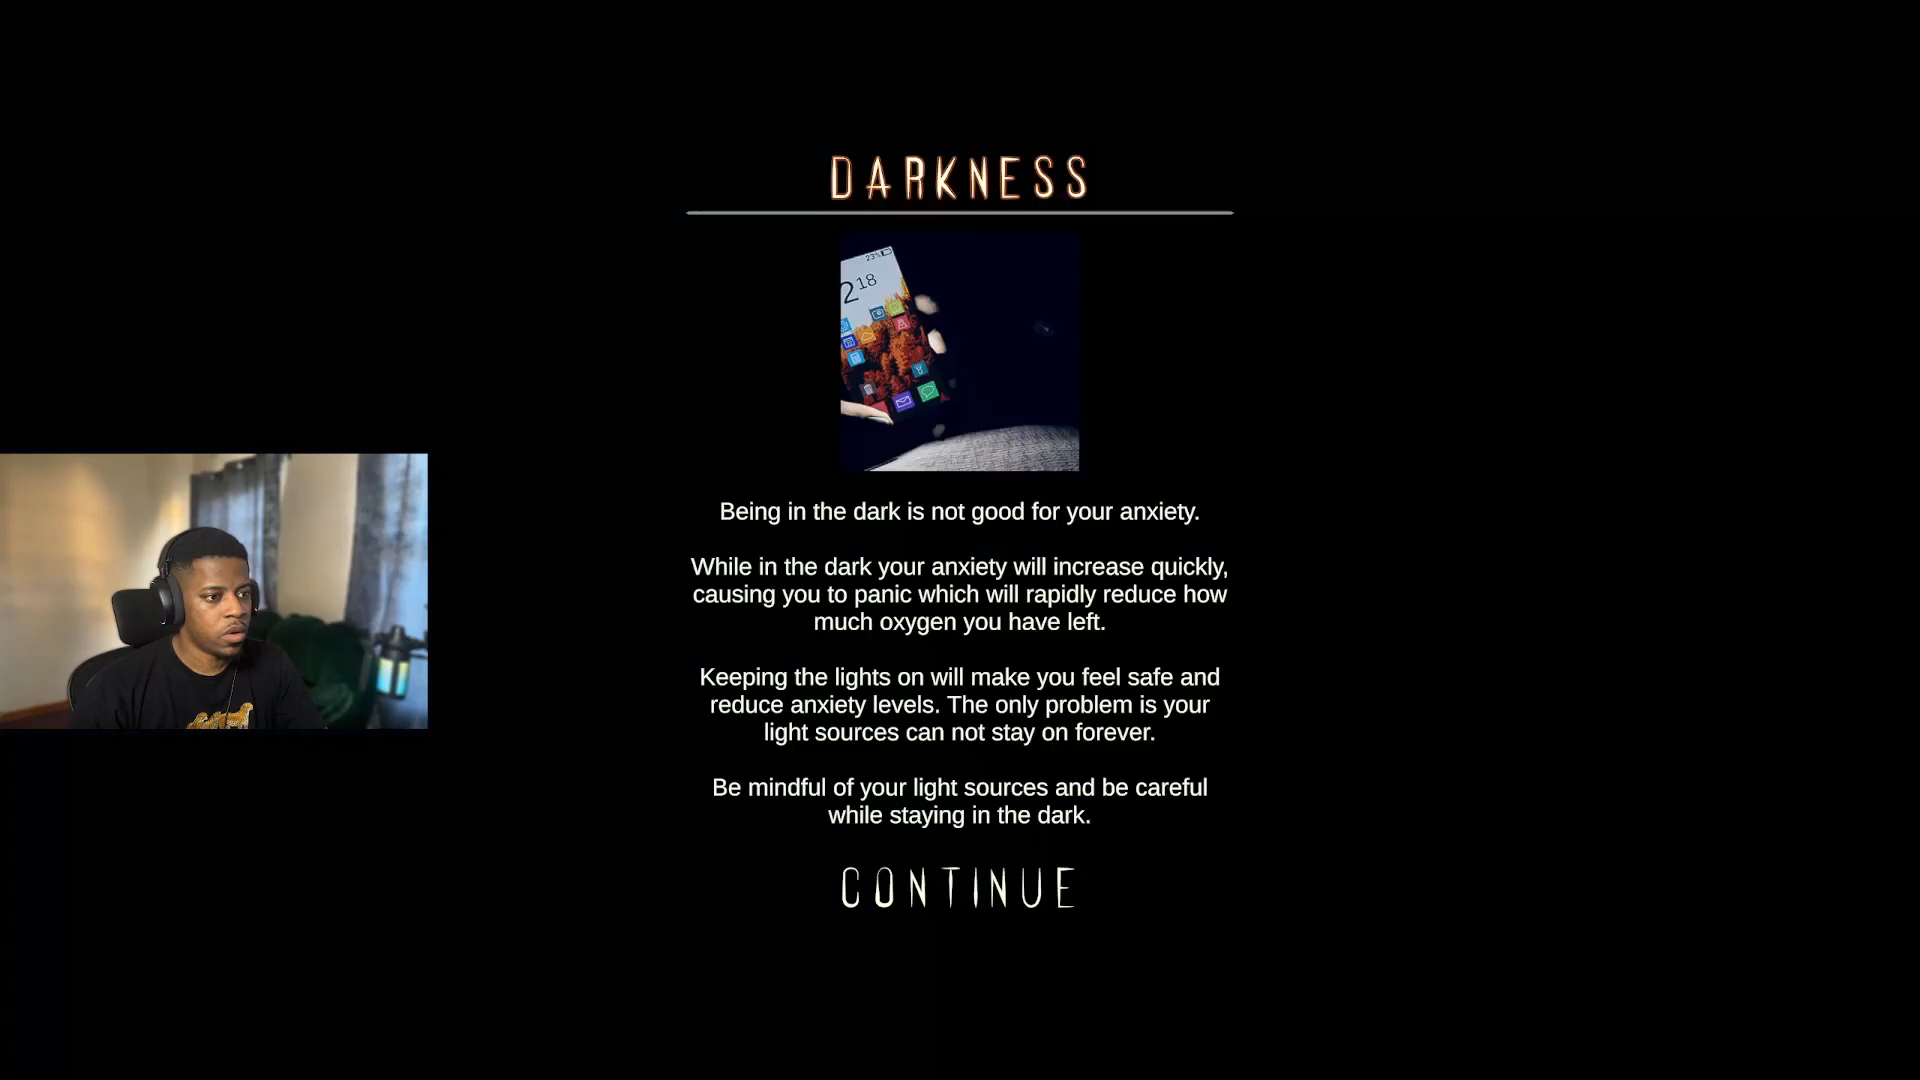 DARKNESS
23%
2 18
Being in the dark is not good for your anxiety.
While in the dark your anxiety will increase quickly,
causing you to panic which will rapidly reduce how
much oxygen you have left.
Keeping the lights on will make you feel safe and
reduce anxiety levels. The only problem is your
light sources can not stay on forever.
Be mindful of your light sources and be careful
while staying in the dark.
CONTINUE